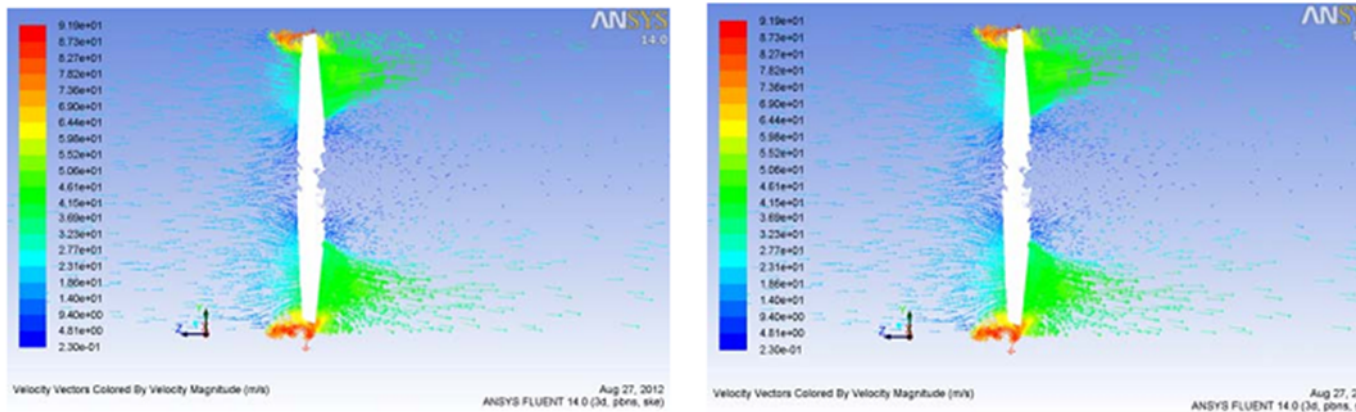 9.19e+01
8.73e+01
8.27e+01
7.82e+01
7.36e+01
6.90e+01
6.44e+01
5.98e+01
5.52e+01
5.06e+01
4.61e+01
4.15e+01
3.69e+01
3.23e+01
2.77e+01
2.31e+01
1.86e+01
1.40e+01
9.40e+00
4.81e+00
2.30e-01
ANSYS
14.0
Z
Velocity Vectors Colored By Velocity Magnitude (m/s)
Aug 27, 2012
ANSYS FLUENT 14.0 (3d, pbns, ske)
9.19e+01
8.73e+01
8.27e+01
7.82e+01
7.36e+01
6.90e+01
6.44e+01
5.98e+01
5.52e+01
5.06e+01
4.61e+01
4.15e+01
3.69e+01
3.23e+01
2.77e+01
2.31e+01
1.86e+01
1.40e+01
9.40e+00
4.81e+00
2.30e-01
ANSYS
Z
Velocity Vectors Colored By Velocity Magnitude (m/s)
Aug 27, 2
ANSYS FLUENT 14.0 (3d, pbns, s